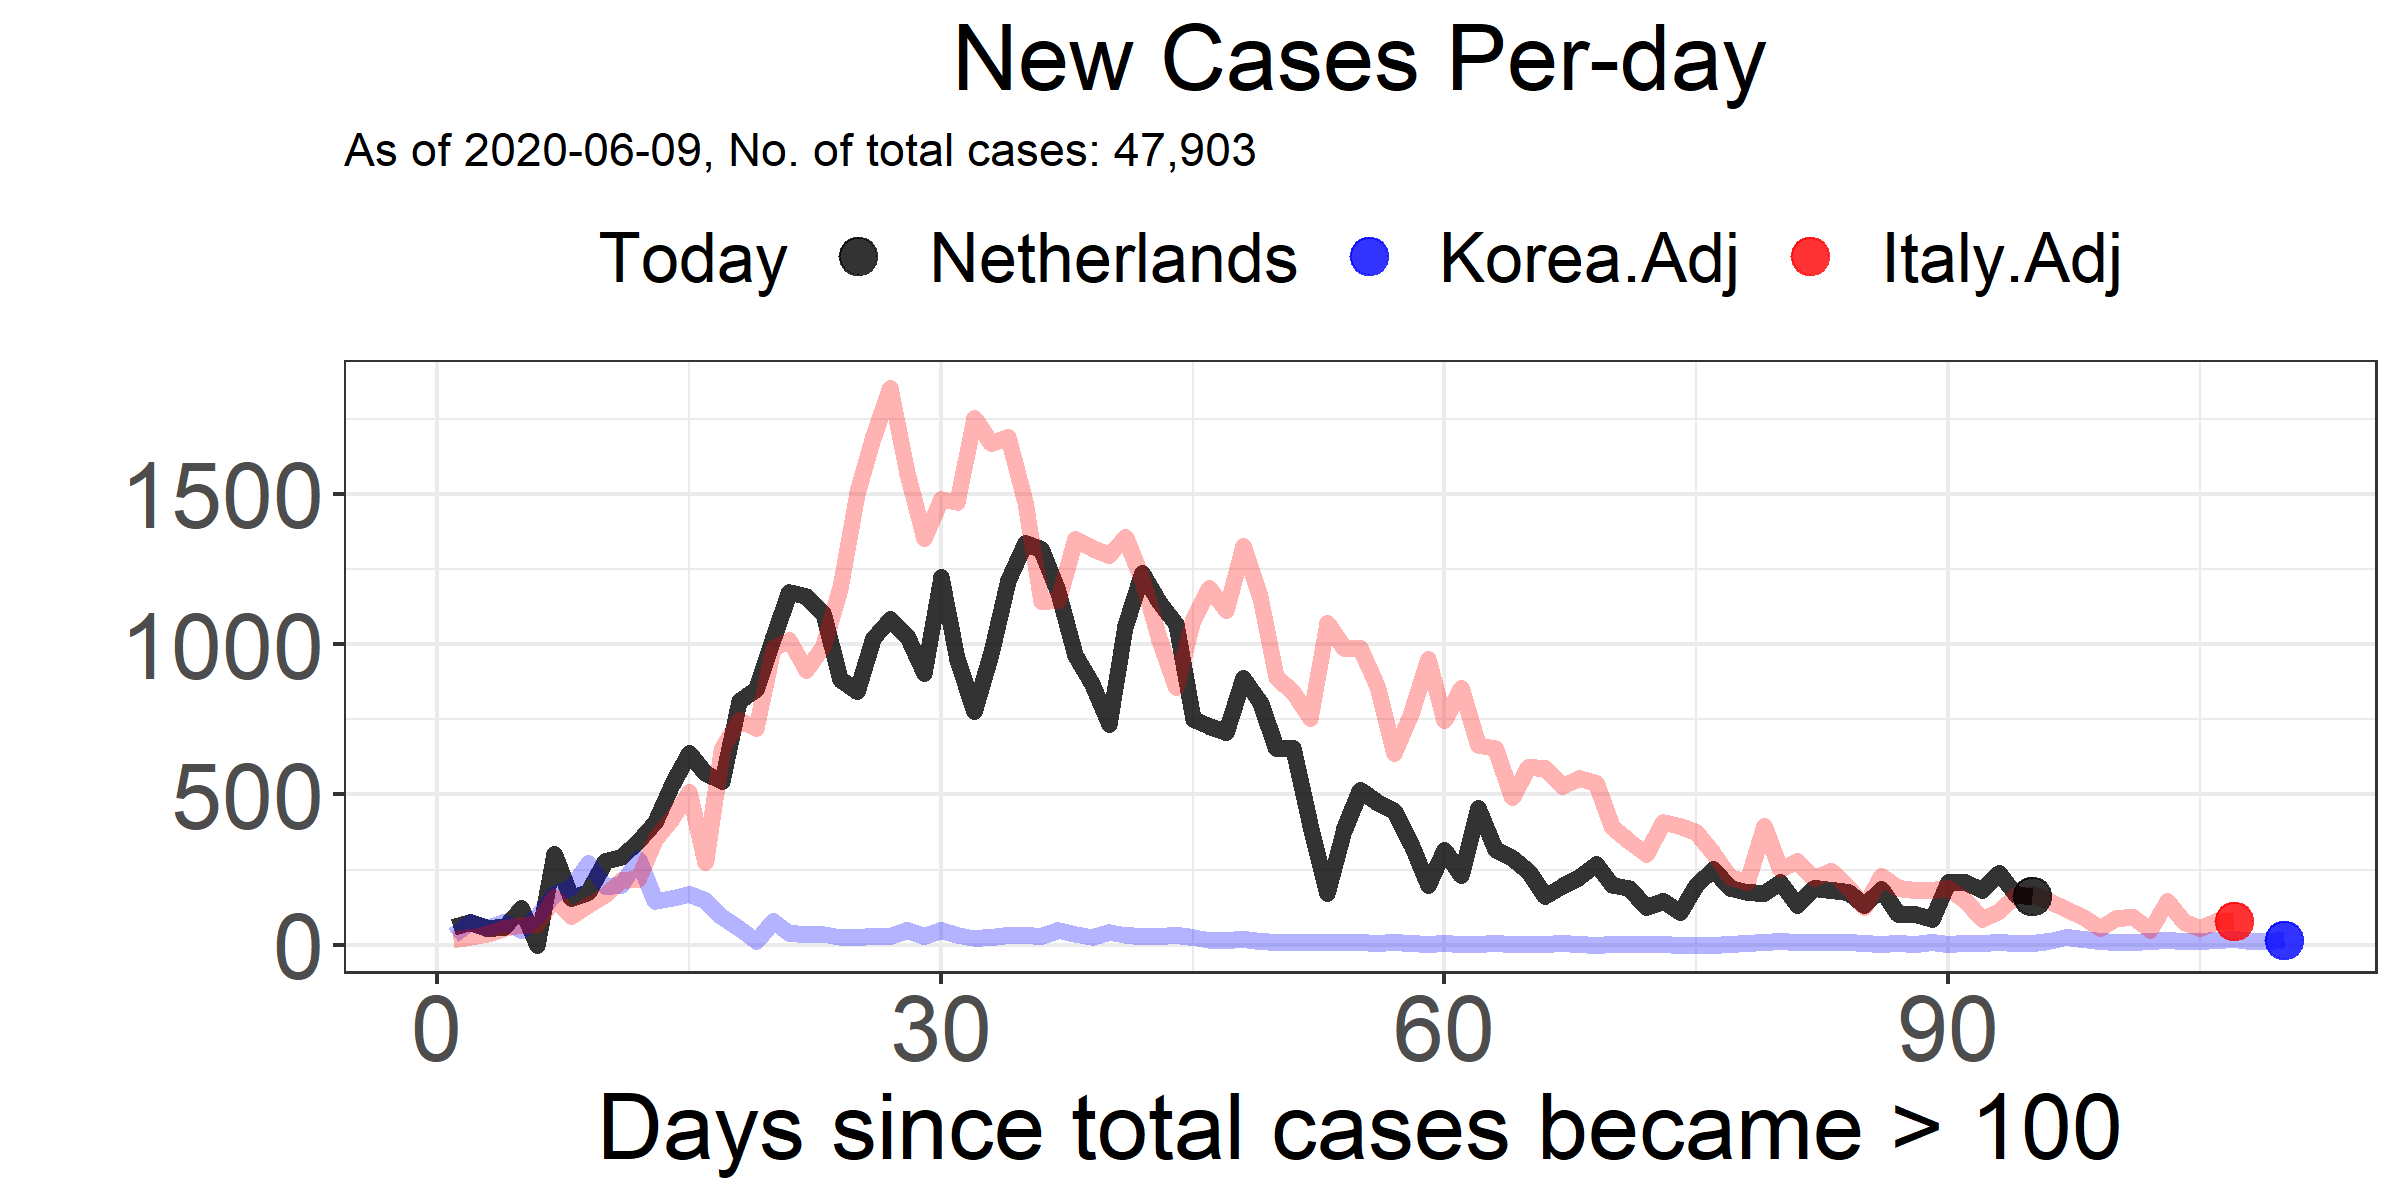 New Cases Per-day
As of 2020-06-09, No. of total cases: 47,903
Today Netherlands Korea.Adj Italy.Adj
1500
1000
500
0
0 30 60 90
Days since total cases became > 100